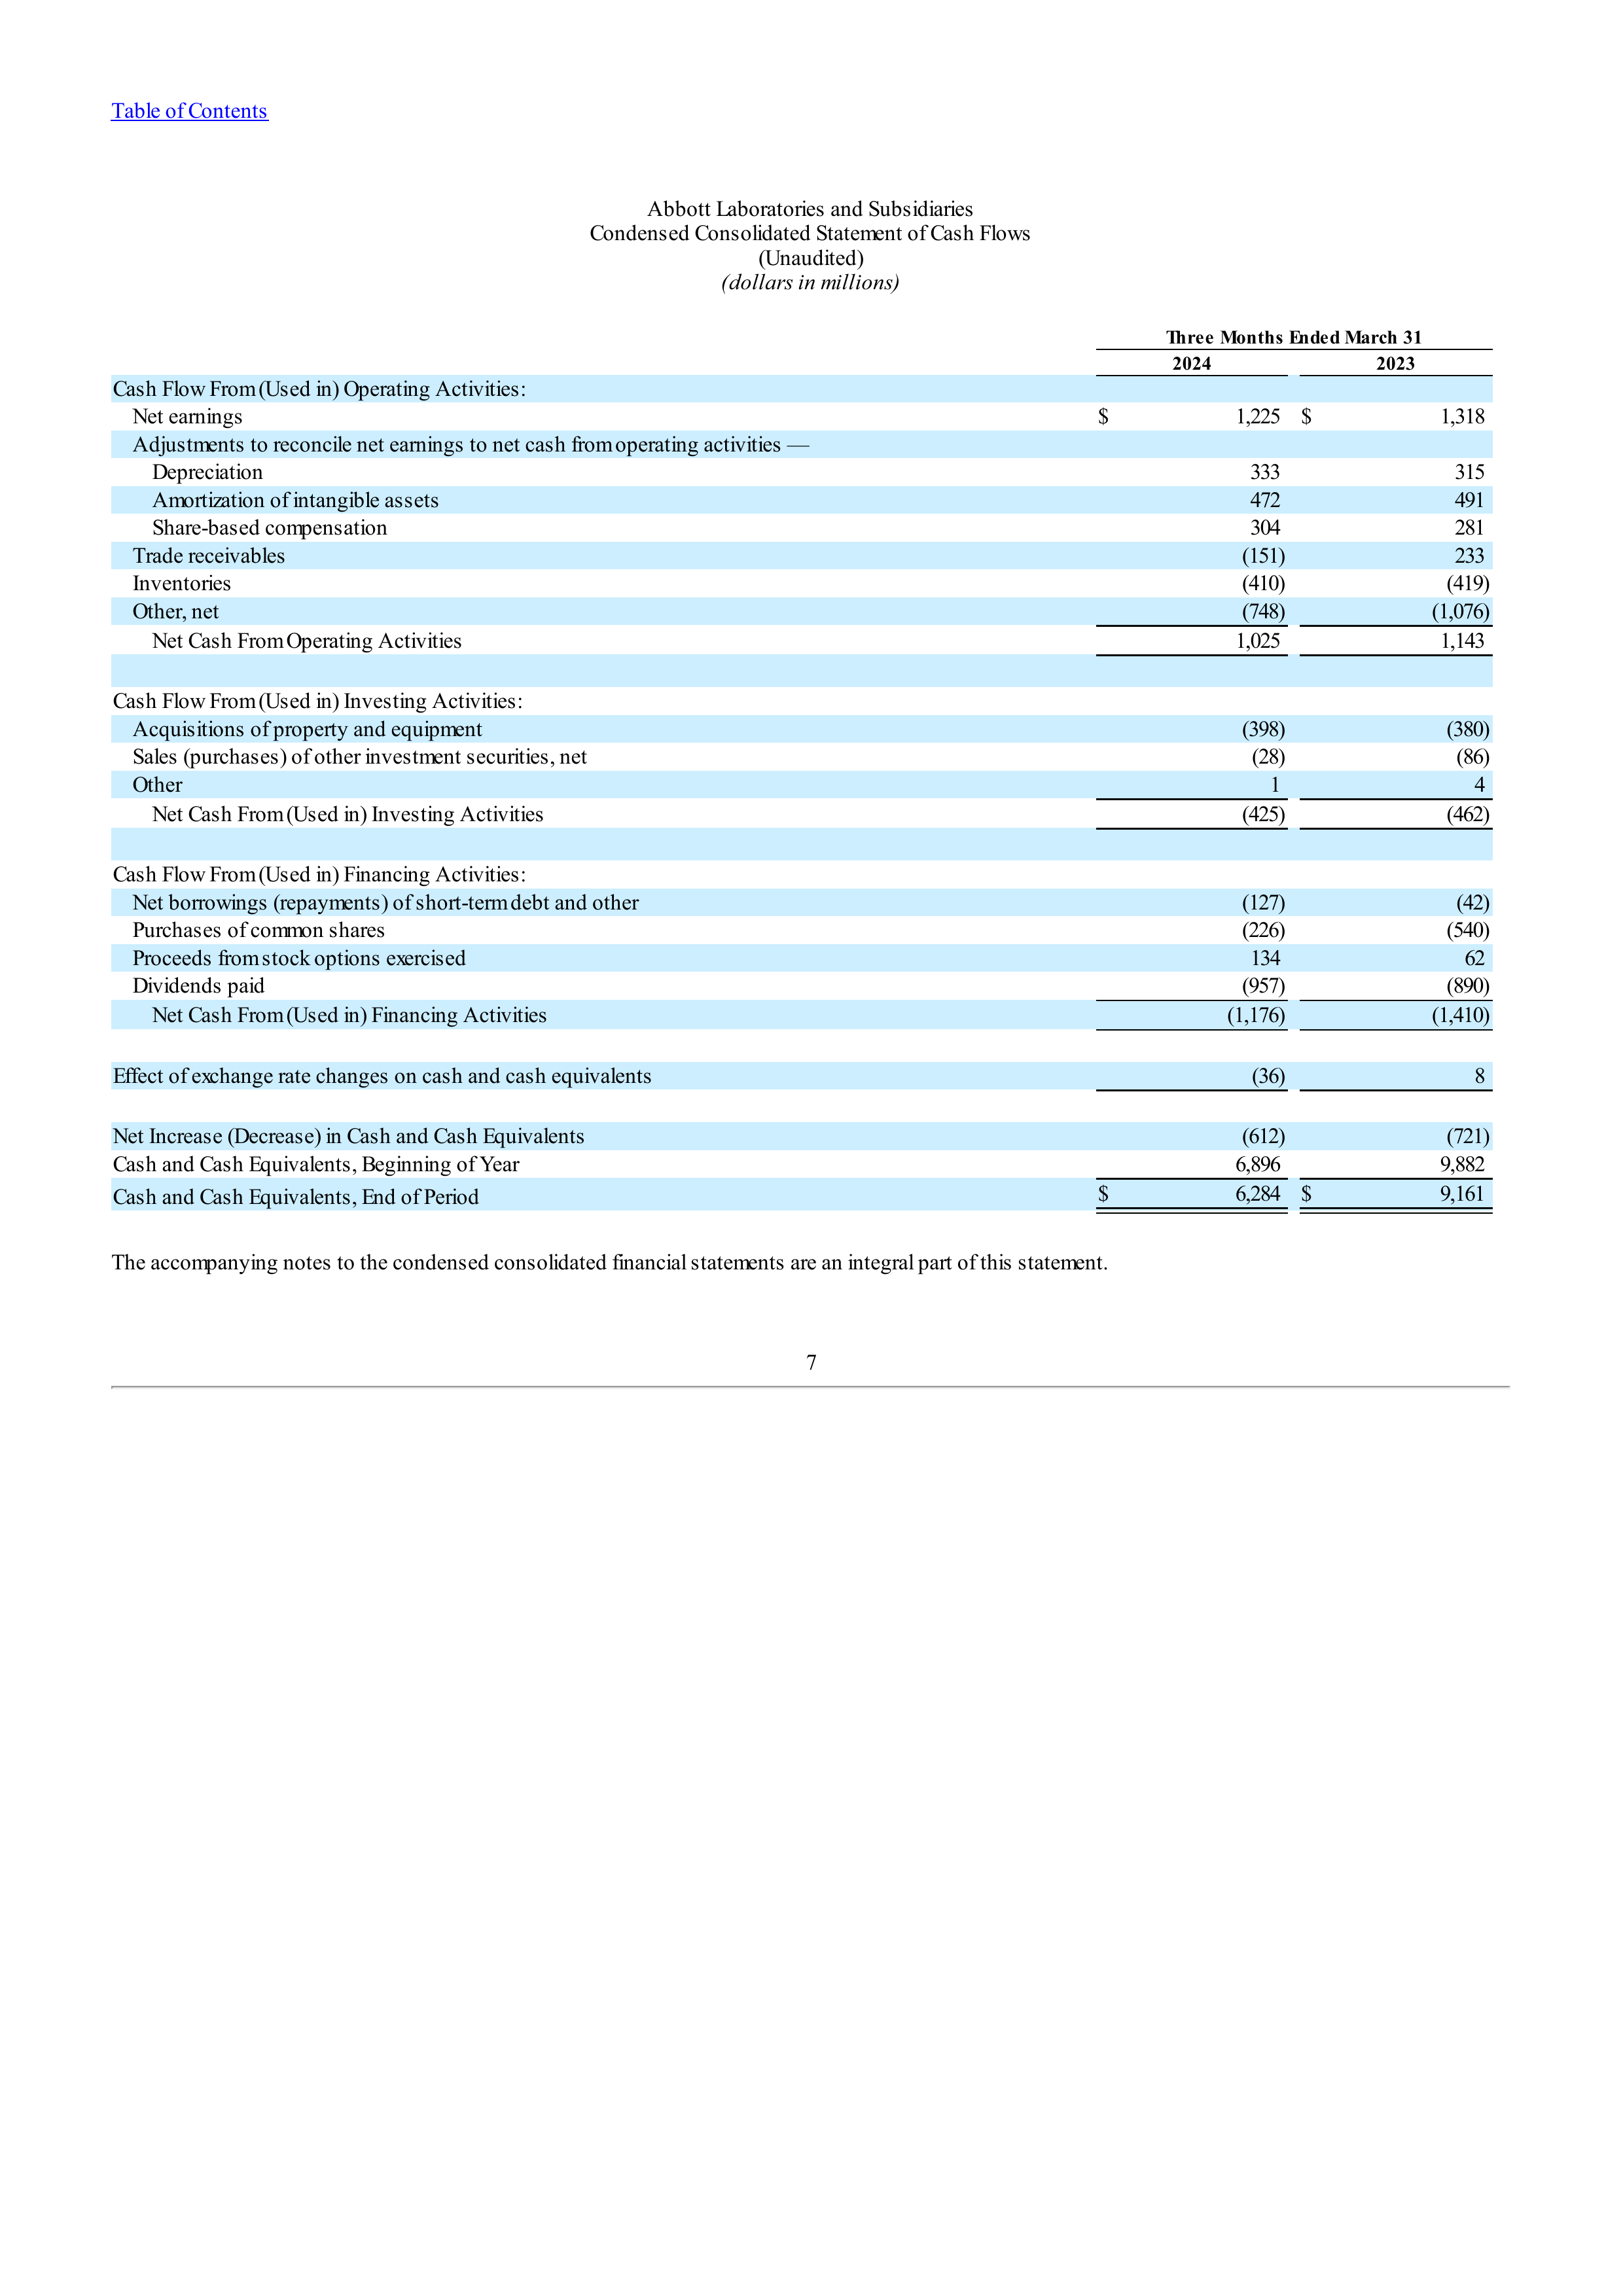 Table of Contents
Abbott Laboratories and Subsidiaries
Condensed Consolidated Statement of Cash Flows
(Unaudited)
(dollars in millions)
Three Months Ended March 31
2024 2023
Cash Flow From (Used in) Operating Activities:
Net earnings $ 1,225 $ 1,318
Adjustments to reconcile net earnings to net cash from operating activities —
Depreciation 333 315
Amortization of intangible assets 472 491
Share-based compensation 304 281
Trade receivables (151) 233
Inventories (410) (419)
Other, net (748) (1,076)
Net Cash From Operating Activities 1,025 1,143
Cash Flow From (Used in) Investing Activities:
Acquisitions of property and equipment (398) (380)
Sales (purchases) of other investment securities, net (28) (86)
Other 1 4
Net Cash From (Used in) Investing Activities (425) (462)
Cash Flow From (Used in) Financing Activities:
Net borrowings (repayments) of short-term debt and other (127) (42)
Purchases of common shares (226) (540)
Proceeds from stock options exercised 134 62
Dividends paid (957) (890)
Net Cash From (Used in) Financing Activities (1,176) (1,410)
Effect of exchange rate changes on cash and cash equivalents (36) 8
Net Increase (Decrease) in Cash and Cash Equivalents (612) (721)
Cash and Cash Equivalents, Beginning of Year 6,896 9,882
Cash and Cash Equivalents, End of Period $ 6,284 $ 9,161
The accompanying notes to the condensed consolidated financial statements are an integral part of this statement.
7